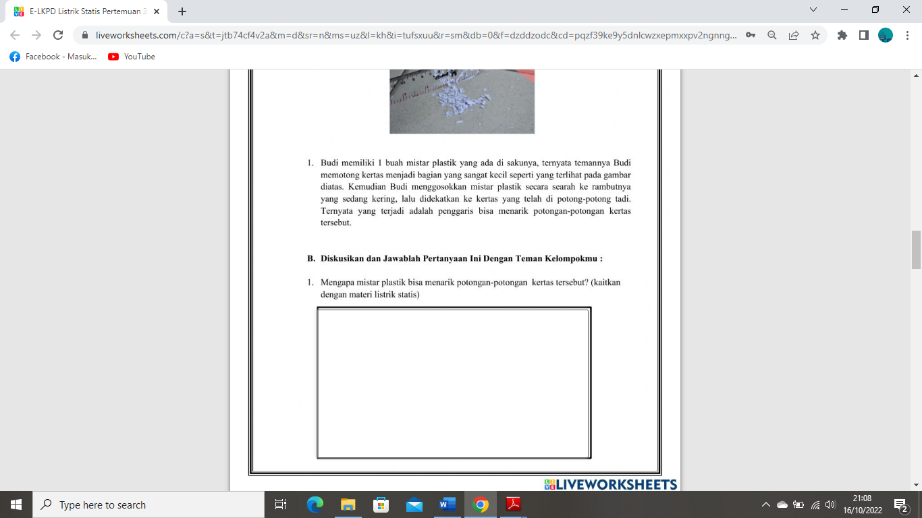 E-LKPD Listrik Statis Pertemuan 3
liveworksheets.com/c?a=s&t=jtb74cf4v2a&m=d&sr=n&ms=uz&l=kh&i=tufsxuu&r=sm&db=0&f=dzddzodc&cd=pqzf39ke9y5dnlcwzxepmxxpv2ngnng...
Facebook - Masuk...
YouTube
1. Budi memiliki 1 buah mistar plastik yang ada di sakunya, ternyata temannya Budi
memotong kertas menjadi bagian yang sangat kecil seperti yang terlihat pada gambar
diatas. Kemudian Budi menggosokkan mistar plastik secara searah ke rambutnya
yang sedang kering, lalu didekatkan ke kertas yang telah di potong-potong tadi.
Ternyata yang terjadi adalah penggaris bisa menarik potongan-potongan kertas
tersebut.
B. Diskusikan dan Jawablah Pertanyaan Ini Dengan Teman Kelompokmu :
1. Mengapa mistar plastik bisa menarik potongan-potongan kertas tersebut? (kaitkan
dengan materi listrik statis)
LIVEWORKSHEETS
Type here to search
21:08
16/10/2022
2